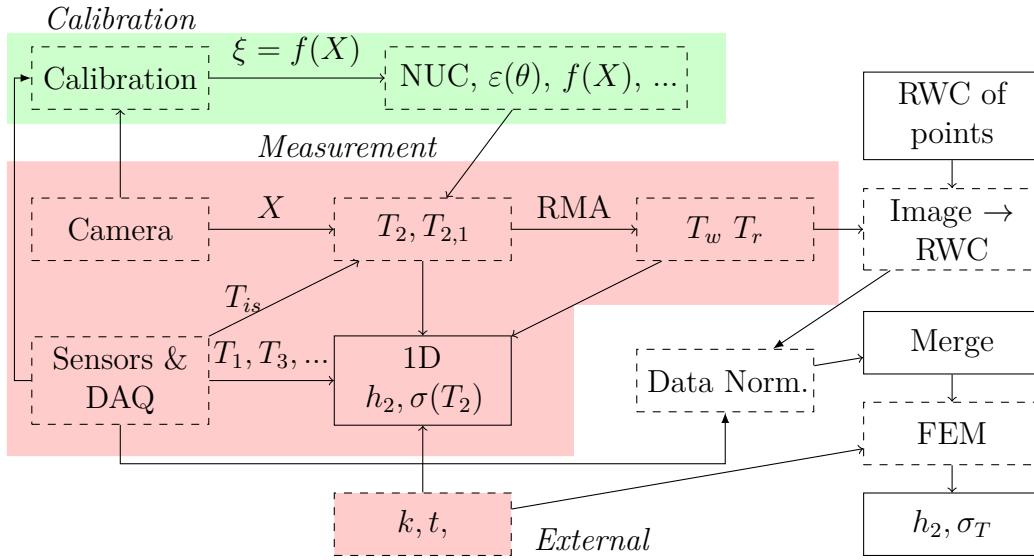 Calibration
ξ = f(X)
Calibration
NUC, ε(θ), f(X), ...
RWC of
points
Measurement
Camera
X
T₂, T₂,₁
RMA
T_w T_r
Image →
RWC
T_is
Sensors &
DAQ
T₁, T₃, ...
1D
h₂, σ(T₂)
Data Norm.
Merge
FEM
k, t,
External
h₂, σ_T